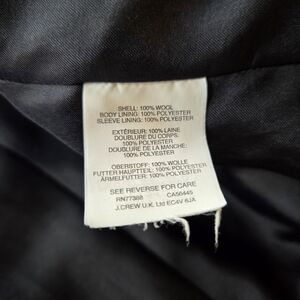 SHELL: 100% WOOL
BODY LINING: 100% POLYESTER
SLEEVE LINING: 100% POLYESTER
EXTÉRIEUR: 100% LAINE
DOUBLURE DU CORPS:
100% POLYESTER
DOUBLURE DE LA MANCHE:
100% POLYESTER
OBERSTOFF: 100% WOLLE
FUTTER HAUPTTEIL: 100% POLYESTER
ÄRMELFUTTER: 100% POLYESTER
SEE REVERSE FOR CARE
RN77388 CA50445
J.CREW U.K. Ltd EC4V 6JA